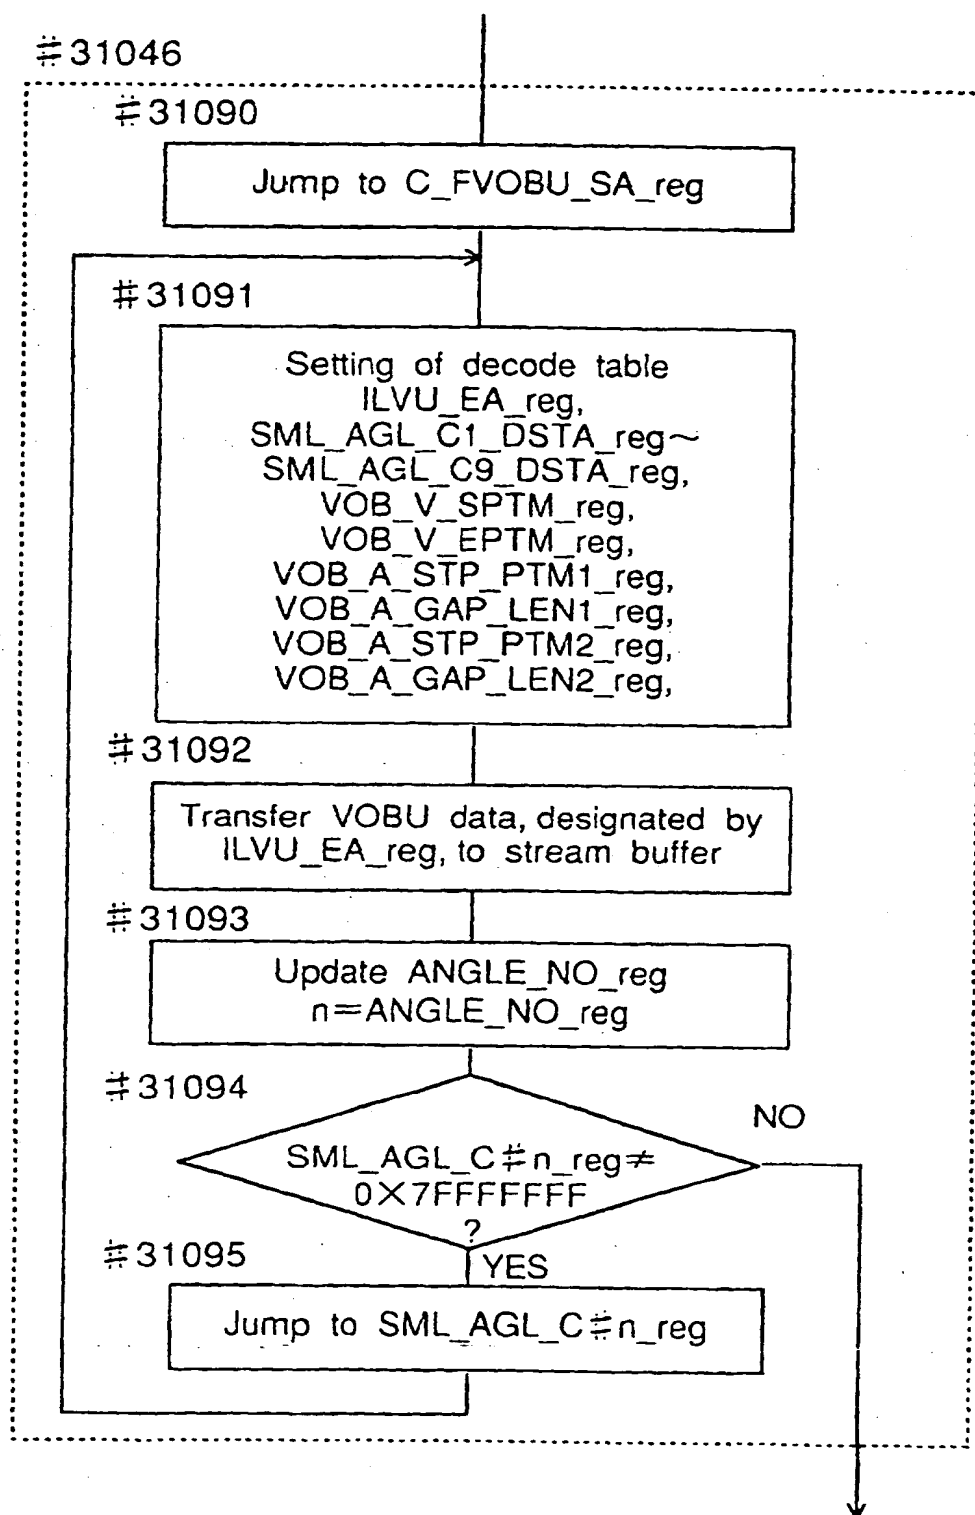 #31046
#31090
Jump to C_FVOBU_SA_reg
#31091
Setting of decode table
ILVU_EA_reg,
SML_AGL_C1_DSTA_reg~
SML_AGL_C9_DSTA_reg,
VOB_V_SPTM_reg,
VOB_V_EPTM_reg,
VOB_A_STP_PTM1_reg,
VOB_A_GAP_LEN1_reg,
VOB_A_STP_PTM2_reg,
VOB_A_GAP_LEN2_reg,
#31092
Transfer VOBU data, designated by
ILVU_EA_reg, to stream buffer
#31093
Update ANGLE_NO_reg
n=ANGLE_NO_reg
#31094
NO
SML_AGL_C#n_reg≠
0X7FFFFFFF
?
#31095
YES
Jump to SML_AGL_C#n_reg